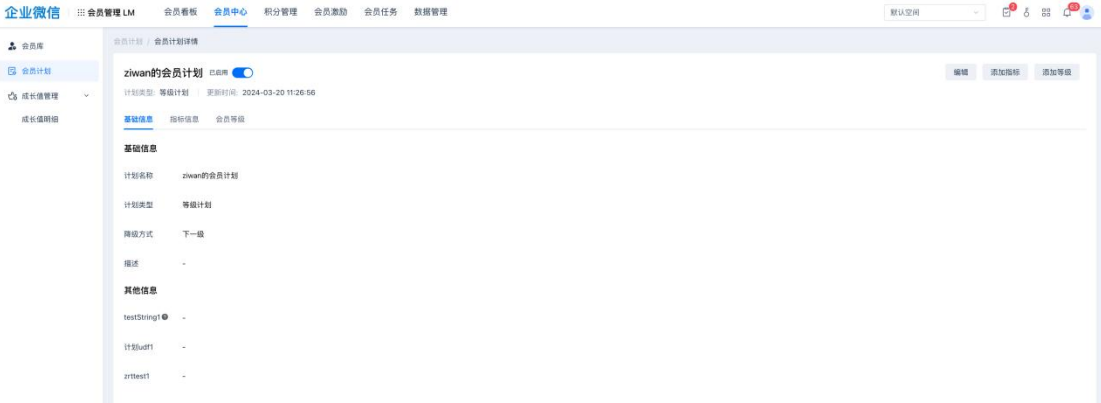 企业微信 会员管理 LM 会员看板 会员中心 积分管理 会员激励 会员任务 数据管理 默认空间
会员库
会员计划
成长值管理
成长值明细
会员计划 / 会员计划详情
ziwan的会员计划 已启用 编辑 添加指标 添加等级
计划类型: 等级计划 更新时间: 2024-03-20 11:26:56
基础信息 指标信息 会员等级
基础信息
计划名称 ziwan的会员计划
计划类型 等级计划
降级方式 下一级
描述 -
其他信息
testString1 -
计划udf1 -
zrttest1 -